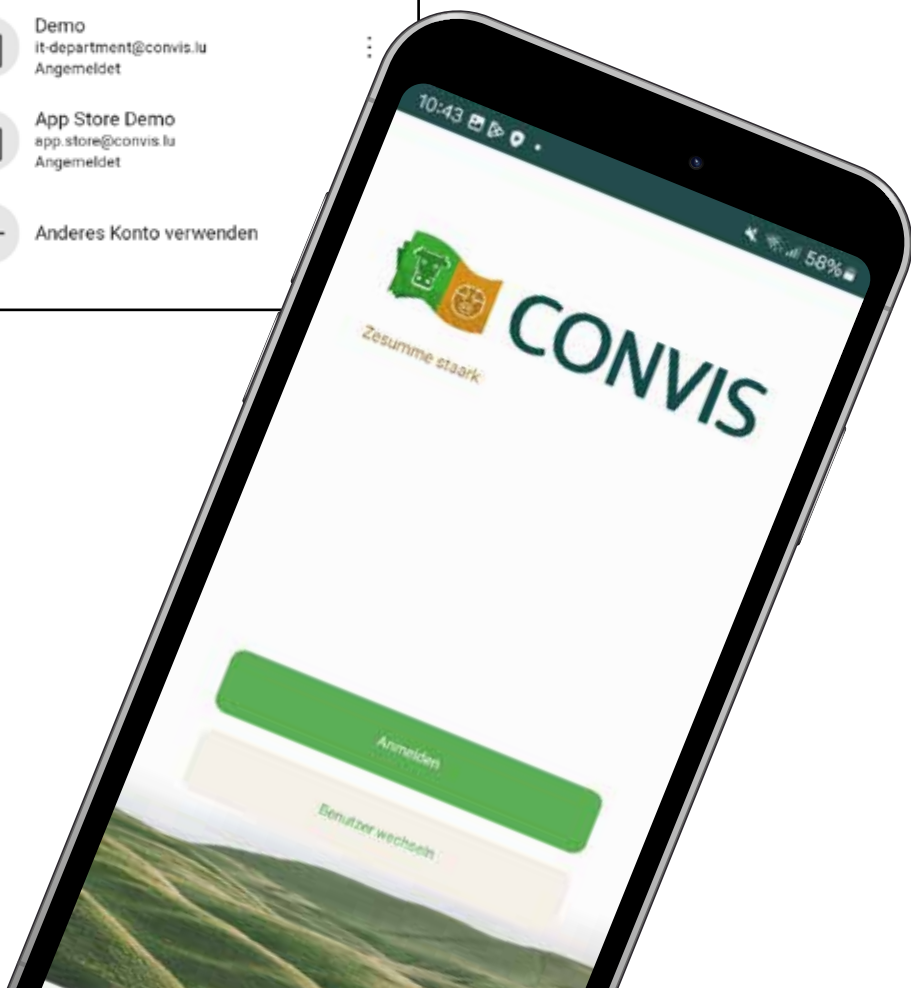 Demo
it-department@convis.lu
Angemeldet
App Store Demo
app.store@convis.lu
Angemeldet
Anderes Konto verwenden
10:43
58%
CONVIS
Zesumme staark
Anmelden
Benutzer wechseln